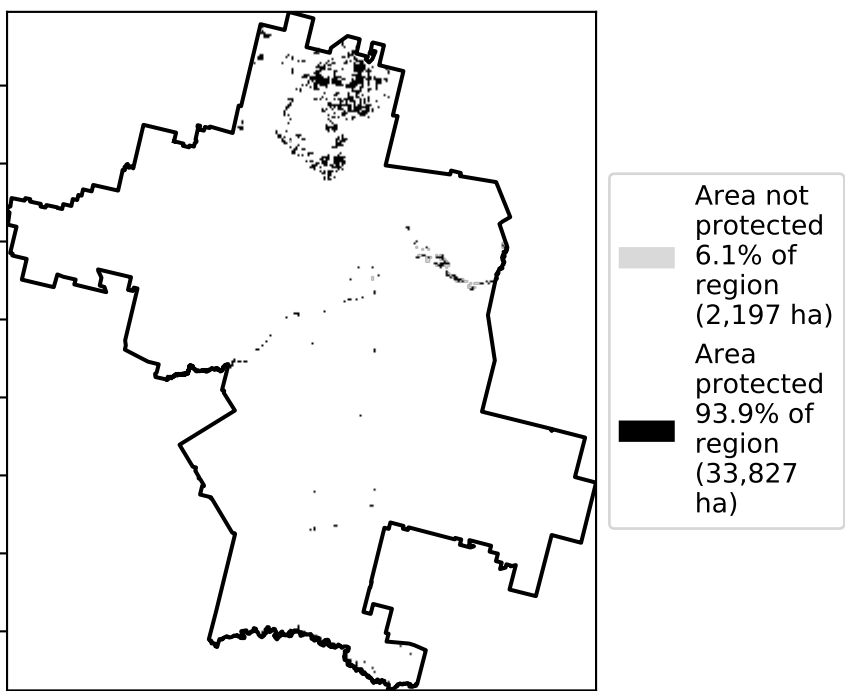 Area not
protected
6.1% of
region
(2,197 ha)
Area
protected
93.9% of
region
(33,827
ha)